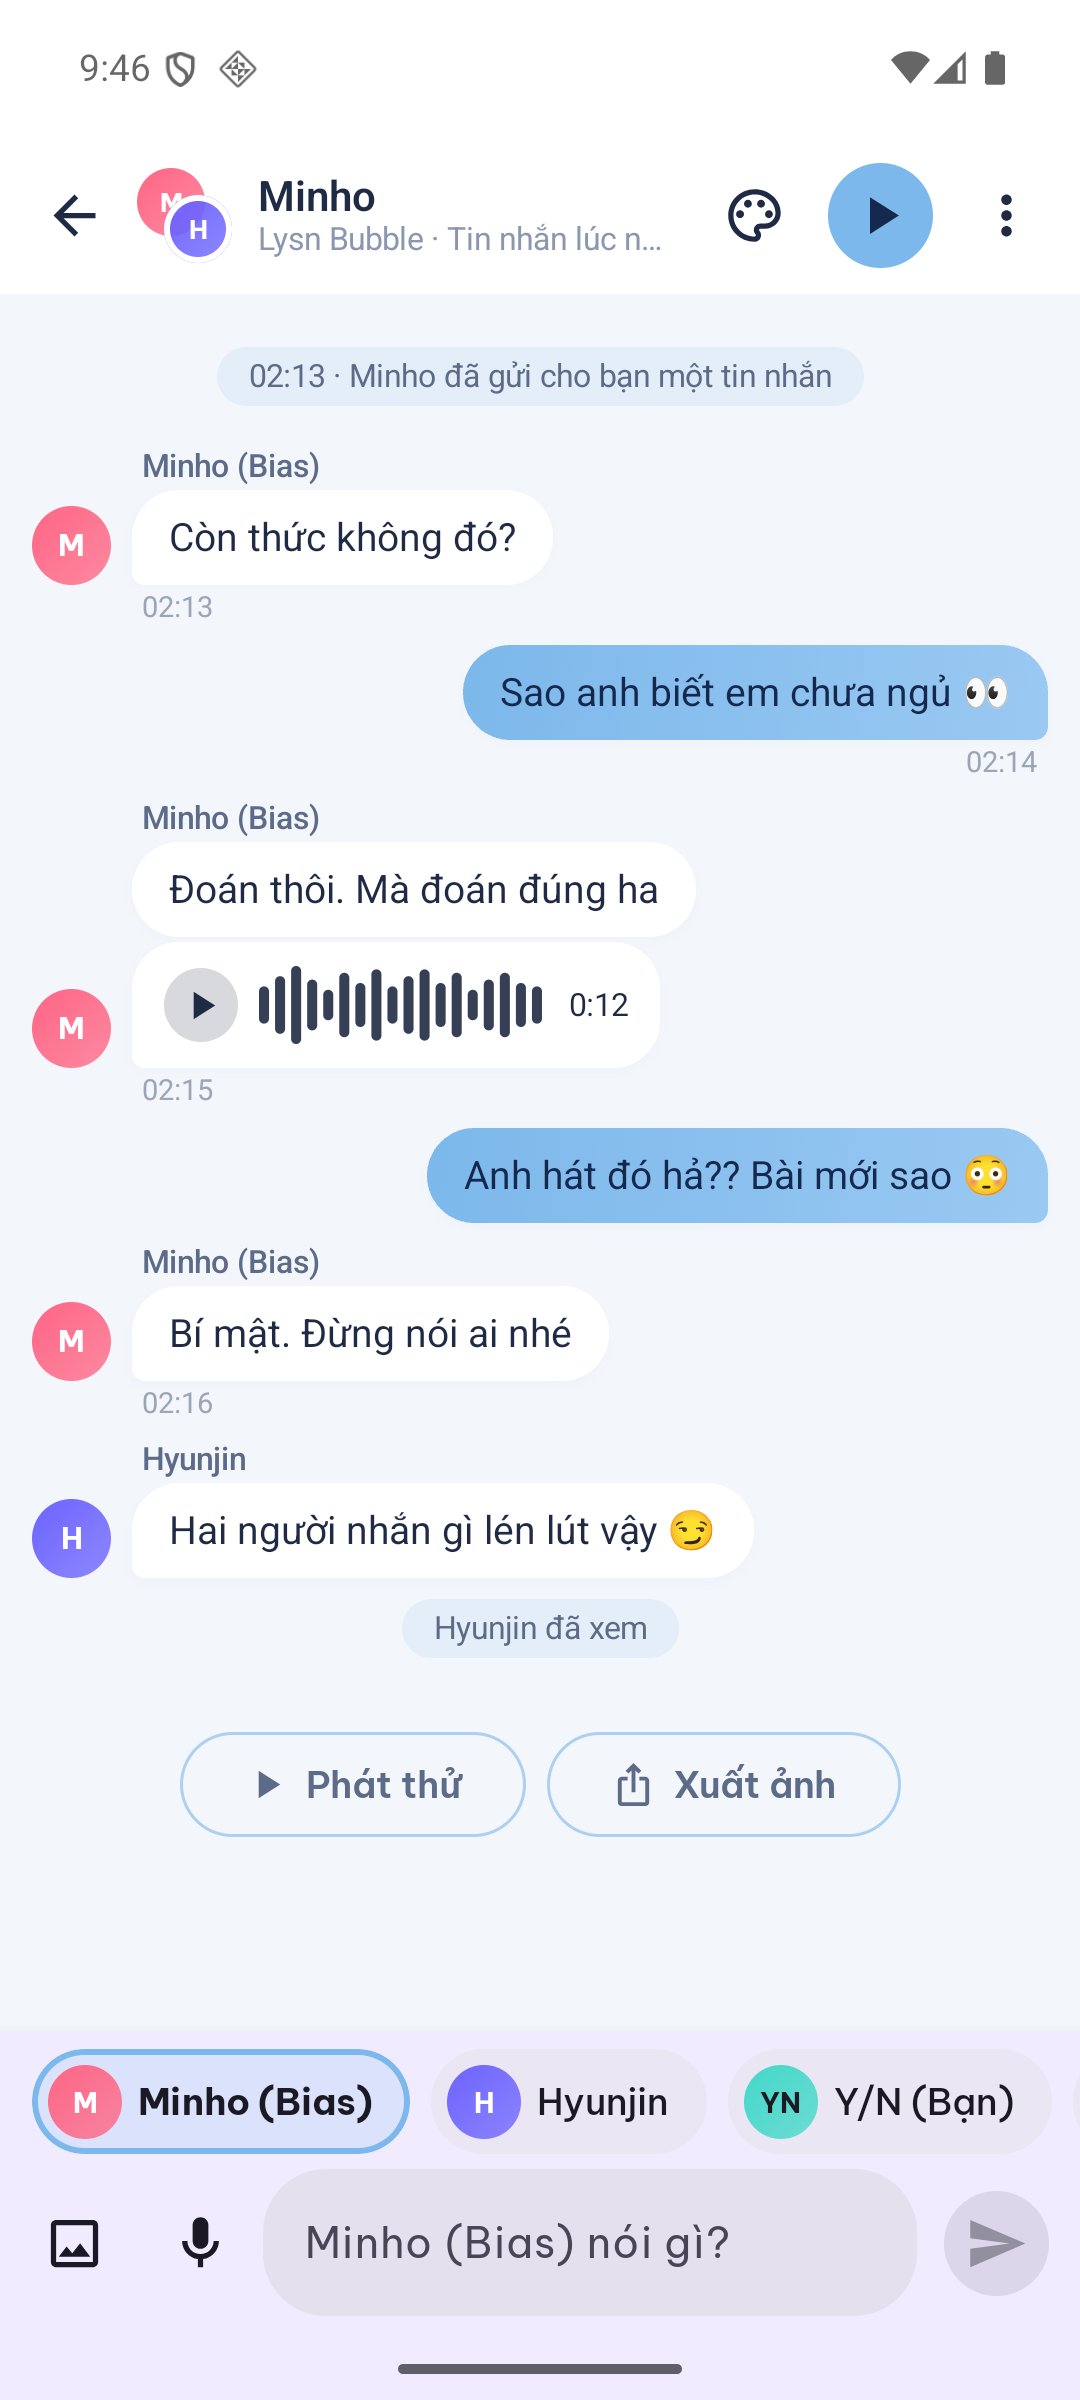 9:46
M
H
Minho
Lysn Bubble · Tin nhắn lúc n...
02:13 · Minho đã gửi cho bạn một tin nhắn
Minho (Bias)
M
Còn thức không đó?
02:13
Sao anh biết em chưa ngủ 👀
02:14
Minho (Bias)
Đoán thôi. Mà đoán đúng ha
M
0:12
02:15
Anh hát đó hả?? Bài mới sao 😳
Minho (Bias)
M
Bí mật. Đừng nói ai nhé
02:16
Hyunjin
H
Hai người nhắn gì lén lút vậy 😏
Hyunjin đã xem
Phát thử
Xuất ảnh
M
Minho (Bias)
H
Hyunjin
YN
Y/N (Bạn)
Minho (Bias) nói gì?